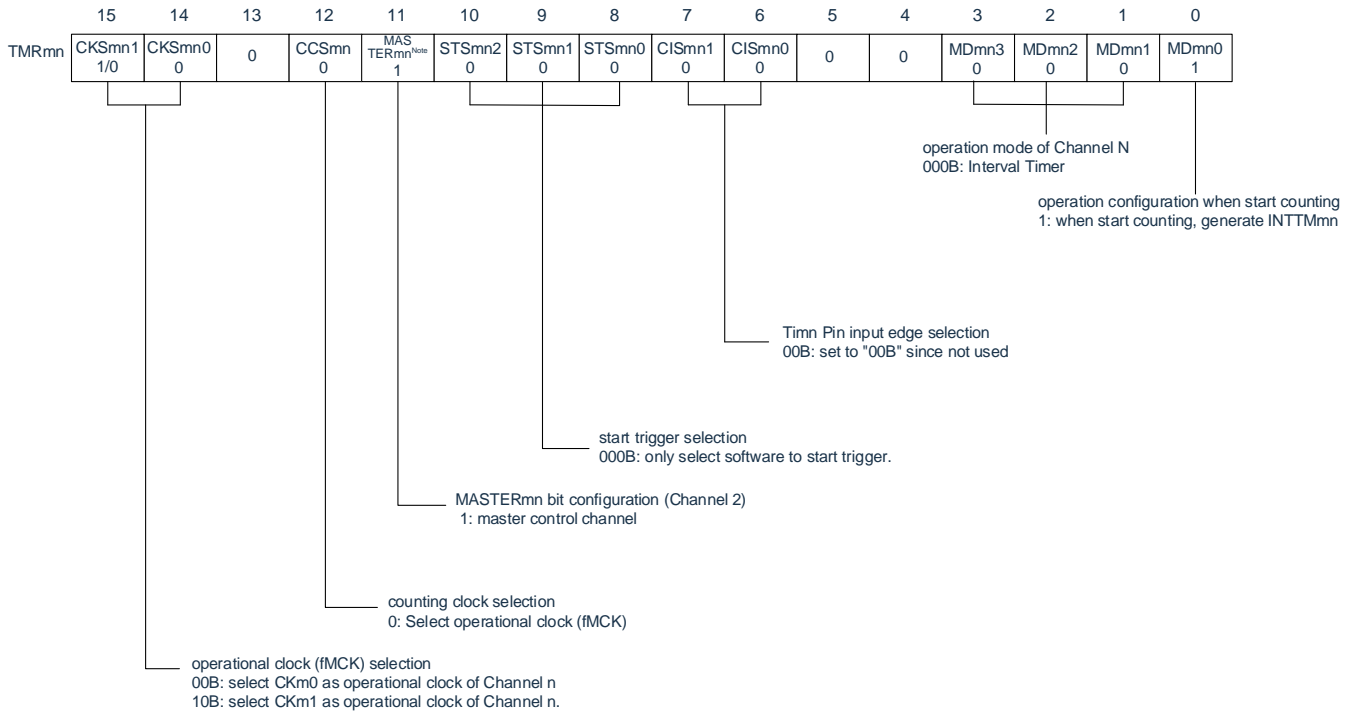 15 14 13 12 11 10 9 8 7 6 5 4 3 2 1 0
TMRmn CKSmn1 CKSmn0 0 CCSmn MAS STSmn2 STSmn1 STSmn0 CISmn1 CISmn0 0 0 MDmn3 MDmn2 MDmn1 MDmn0
TERmnNote
1/0 0 0 1 0 0 0 0 0 0 0 0 1
operation mode of Channel N
000B: Interval Timer
operation configuration when start counting
1: when start counting, generate INTTMmn
Timn Pin input edge selection
00B: set to "00B" since not used
start trigger selection
000B: only select software to start trigger.
MASTERmn bit configuration (Channel 2)
1: master control channel
counting clock selection
0: Select operational clock (fMCK)
operational clock (fMCK) selection
00B: select CKm0 as operational clock of Channel n
10B: select CKm1 as operational clock of Channel n.